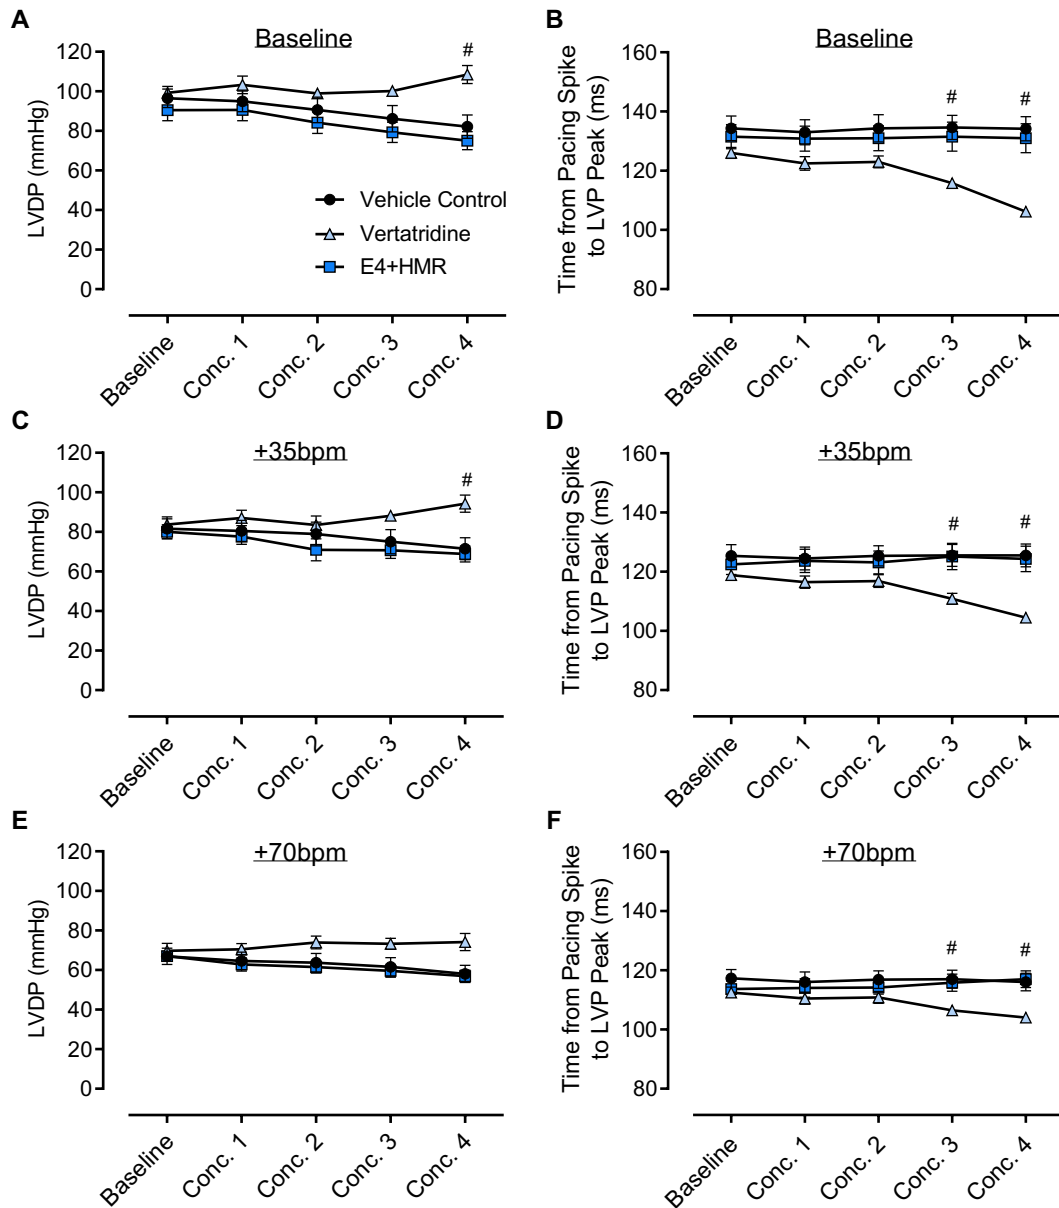 A
Baseline
#
LVDP (mmHg)
120
100
80
60
40
20
0
Vehicle Control
Vertatridine
E4+HMR
Baseline
Conc. 1
Conc. 2
Conc. 3
Conc. 4
B
Baseline
# #
Time from Pacing Spike
to LVP Peak (ms)
160
140
120
100
80
Baseline
Conc. 1
Conc. 2
Conc. 3
Conc. 4
C
+35bpm
#
LVDP (mmHg)
120
100
80
60
40
20
0
Baseline
Conc. 1
Conc. 2
Conc. 3
Conc. 4
D
+35bpm
# #
Time from Pacing Spike
to LVP Peak (ms)
160
140
120
100
80
Baseline
Conc. 1
Conc. 2
Conc. 3
Conc. 4
E
+70bpm
LVDP (mmHg)
120
100
80
60
40
20
0
Baseline
Conc. 1
Conc. 2
Conc. 3
Conc. 4
F
+70bpm
# #
Time from Pacing Spike
to LVP Peak (ms)
160
140
120
100
80
Baseline
Conc. 1
Conc. 2
Conc. 3
Conc. 4